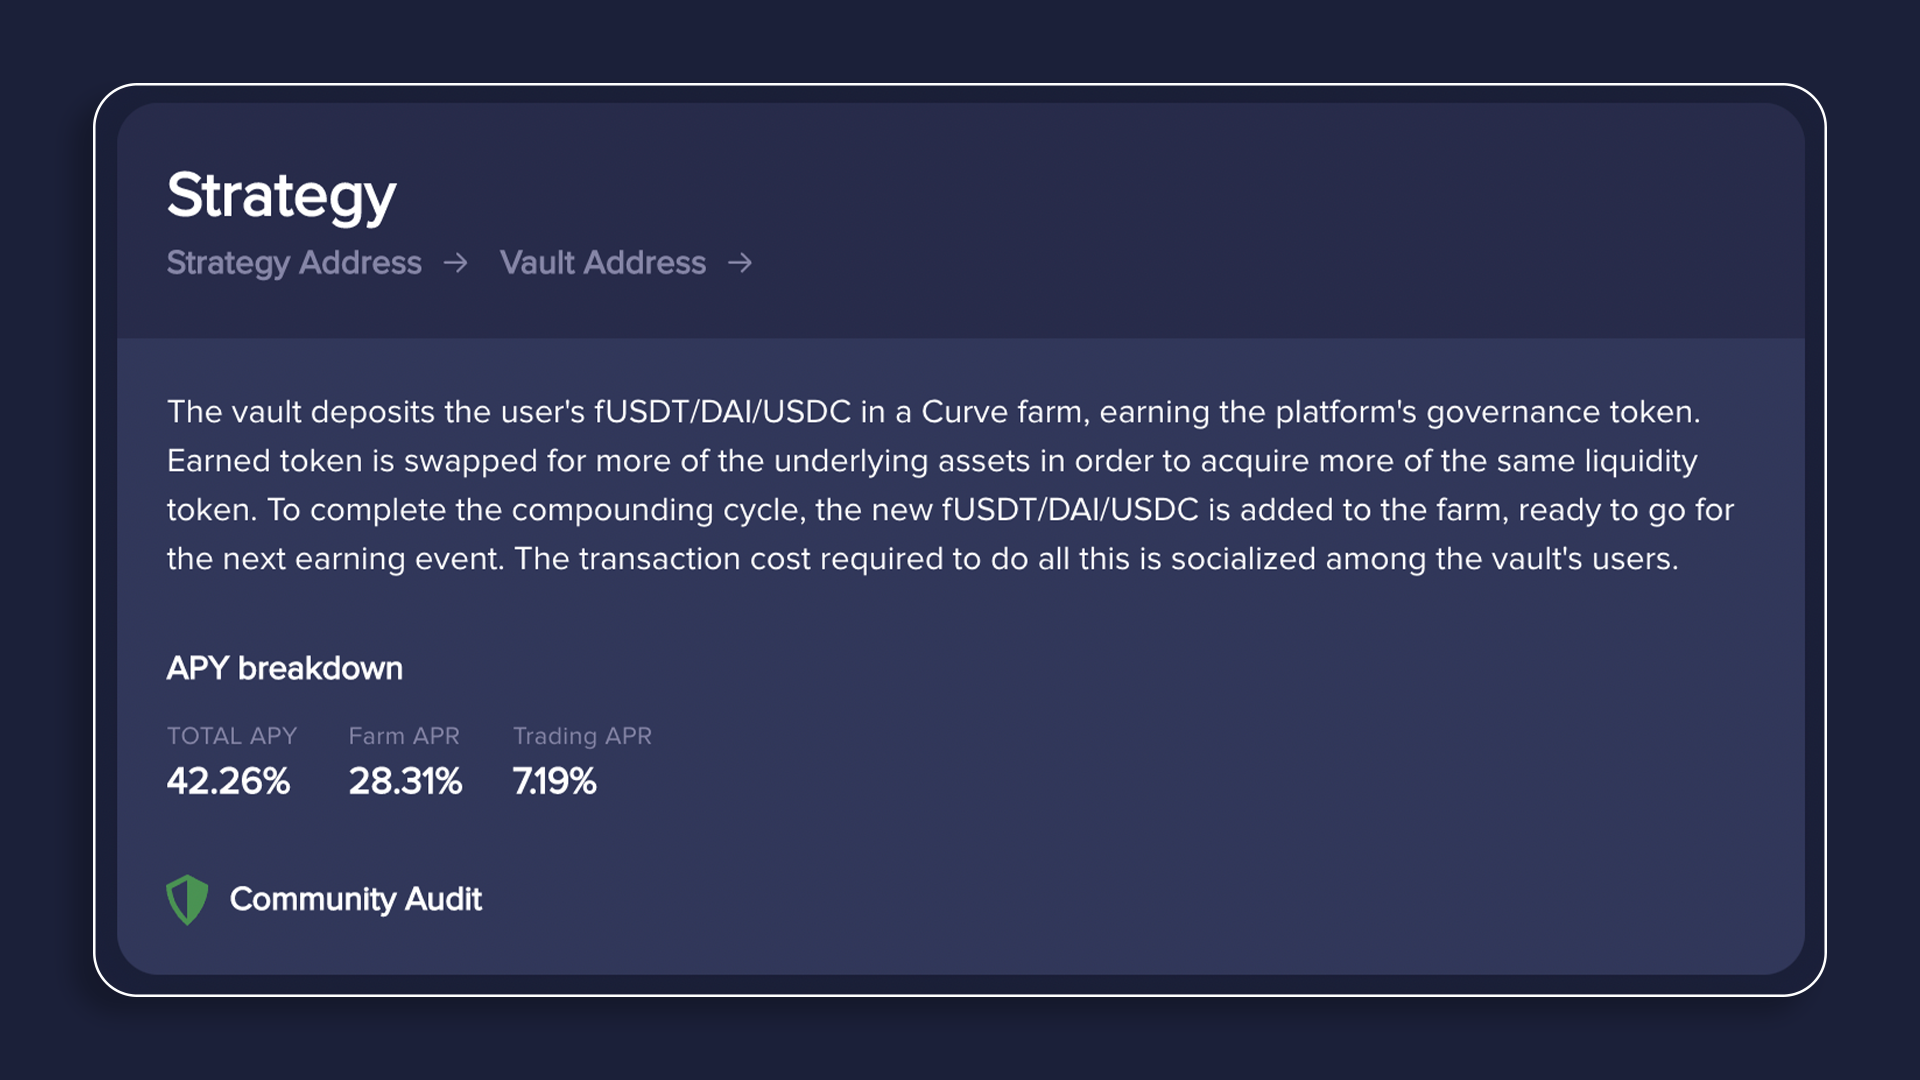 Strategy
Strategy Address → Vault Address →
The vault deposits the user's fUSDT/DAI/USDC in a Curve farm, earning the platform's governance token.
Earned token is swapped for more of the underlying assets in order to acquire more of the same liquidity
token. To complete the compounding cycle, the new fUSDT/DAI/USDC is added to the farm, ready to go for
the next earning event. The transaction cost required to do all this is socialized among the vault's users.
APY breakdown
TOTAL APY Farm APR Trading APR
42.26% 28.31% 7.19%
Community Audit